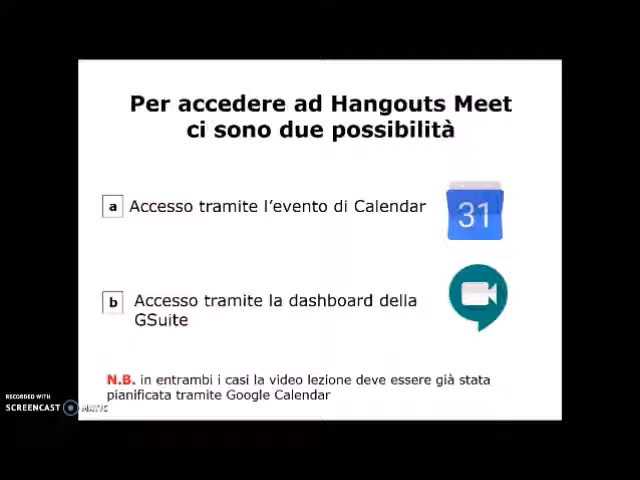 Per accedere ad Hangouts Meet
ci sono due possibilità
a Accesso tramite l'evento di Calendar
31
b Accesso tramite la dashboard della
GSuite
N.B. in entrambi i casi la video lezione deve essere già stata
pianificata tramite Google Calendar
RECORDED WITH
SCREENCAST MATIC